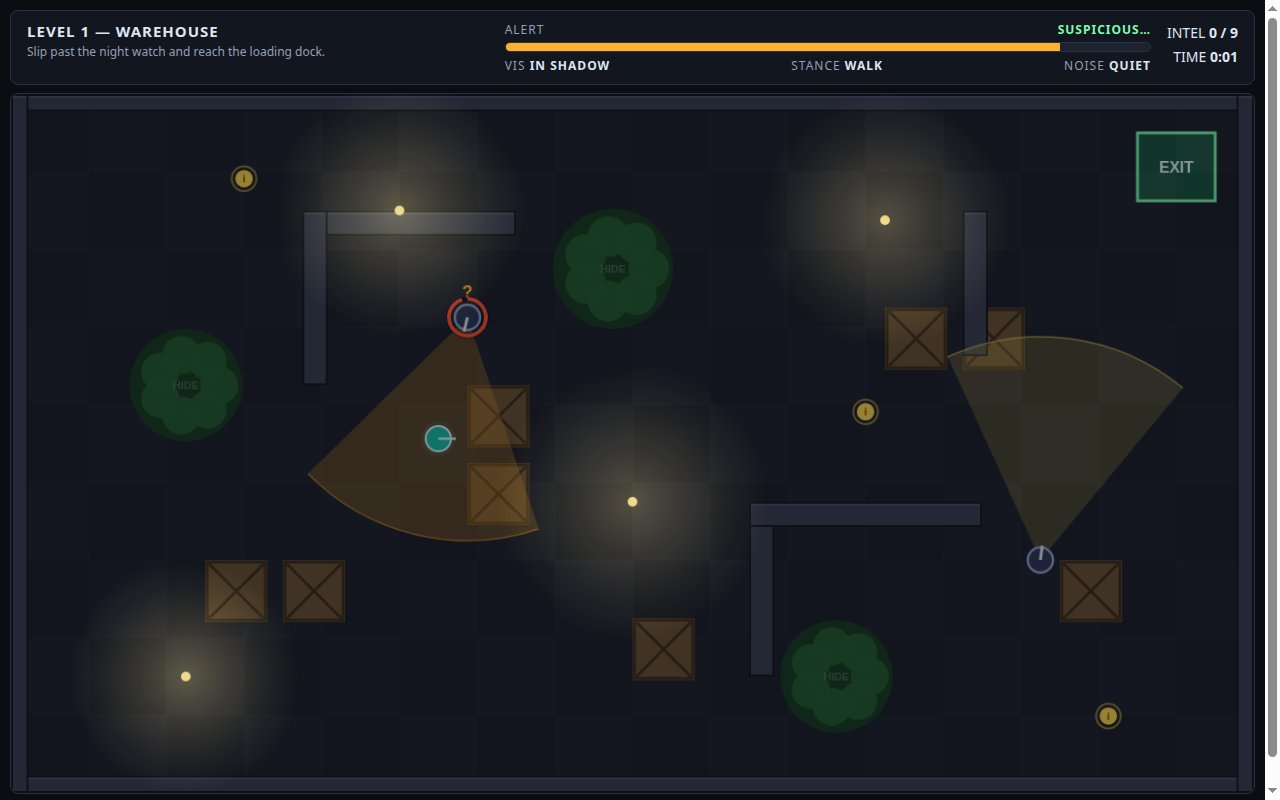 LEVEL 1 — WAREHOUSE
Slip past the night watch and reach the loading dock.
ALERT
SUSPICIOUS…
VIS IN SHADOW
STANCE WALK
NOISE QUIET
INTEL 0 / 9
TIME 0:01
EXIT
i
HIDE
?
HIDE
i
HIDE
i